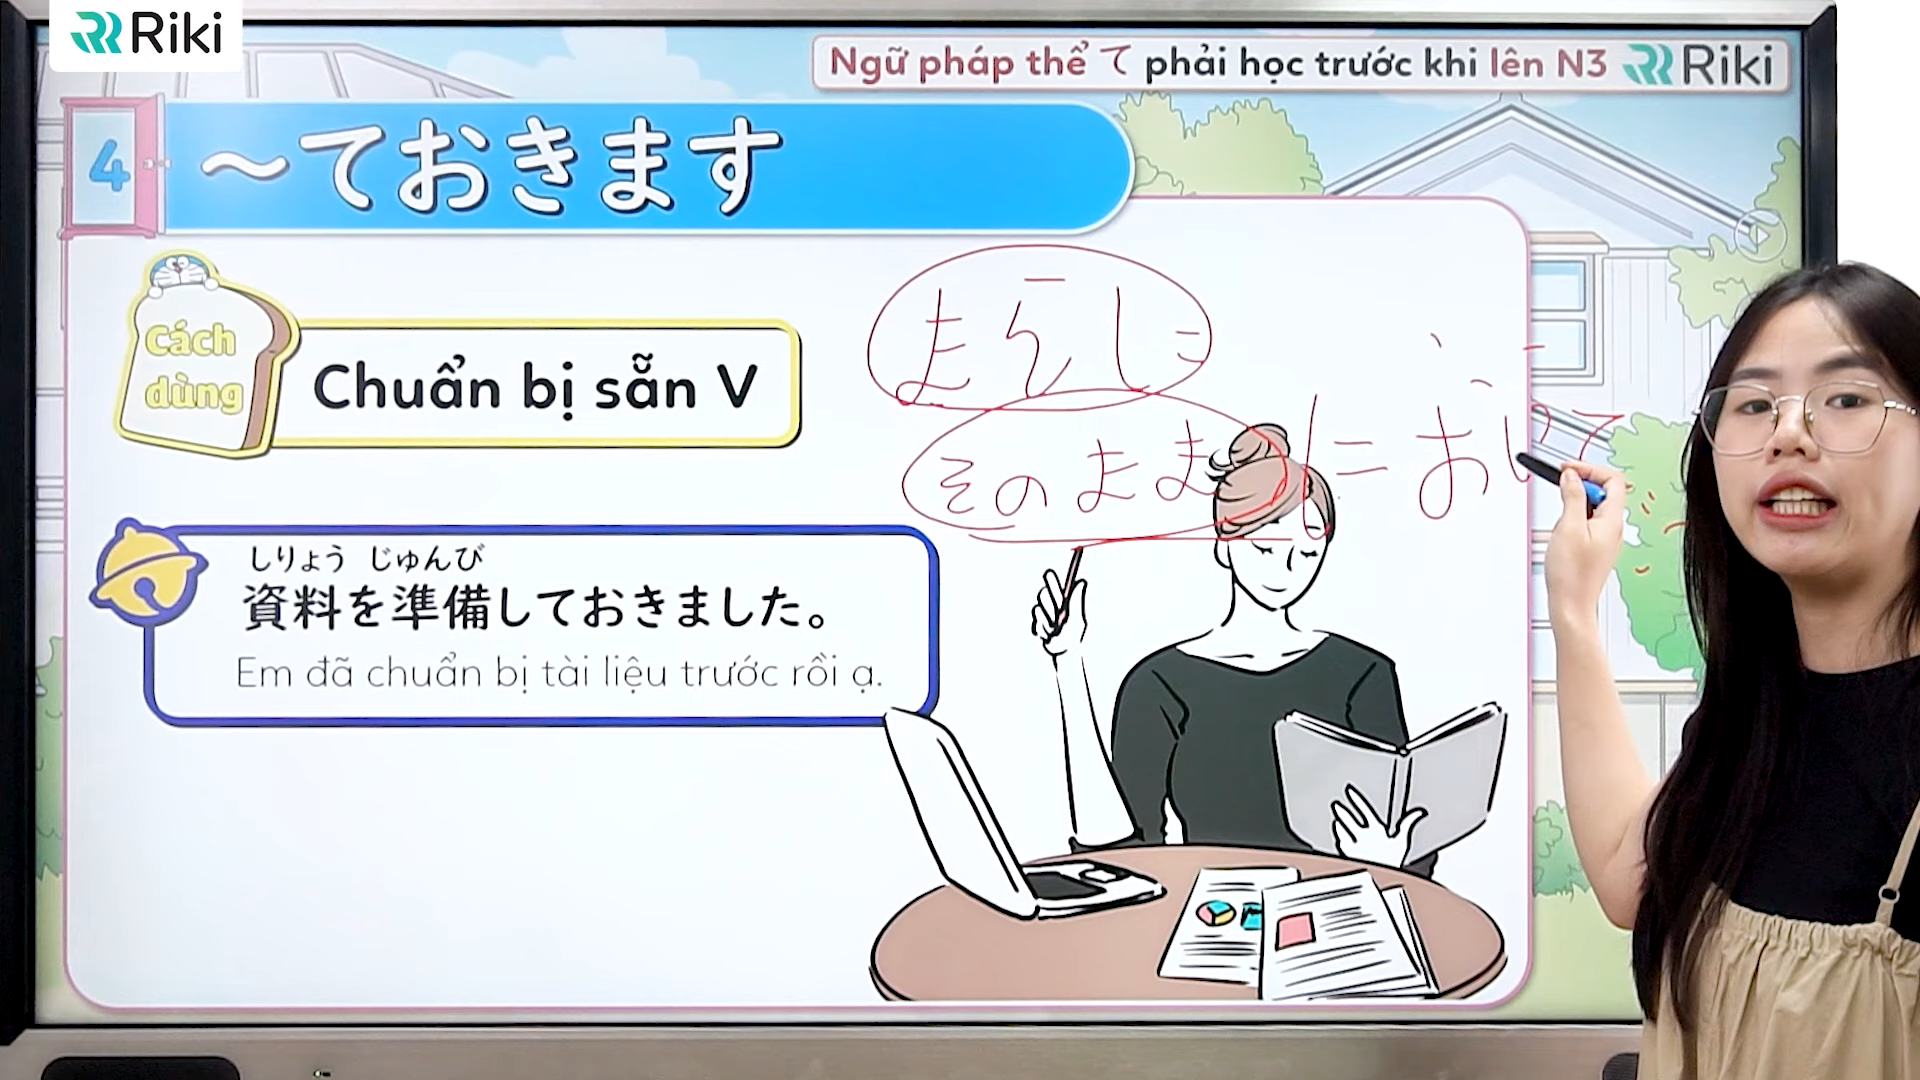 Riki
Ngữ pháp thể て phải học trước khi lên N3 Riki
4
～ておきます
Cách dùng
Chuẩn bị sẵn V
しりょう じゅんび
資料を準備しておきました。
Em đã chuẩn bị tài liệu trước rồi ạ.
そのまま に おいて